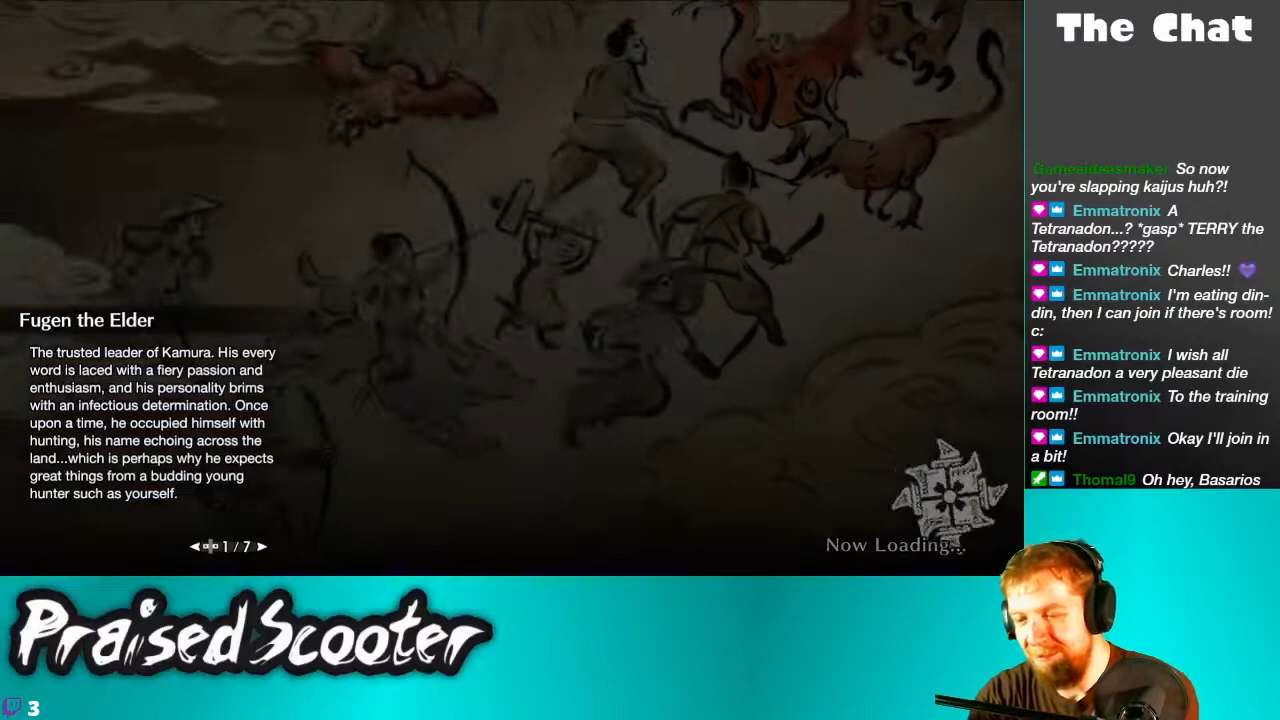 The Chat
Gamesideasmaker So now
you're slapping kaijus huh?!
Emmatronix A
Tetranadon...? *gasp* TERRY the
Tetranadon?????
Emmatronix Charles!!
Emmatronix I'm eating din-
din, then I can join if there's room!
c:
Emmatronix I wish all
Tetranadon a very pleasant die
Emmatronix To the training
room!!
Emmatronix Okay I'll join in
a bit!
Thomal9 Oh hey, Basarios
Fugen the Elder
The trusted leader of Kamura. His every
word is laced with a fiery passion and
enthusiasm, and his personality brims
with an infectious determination. Once
upon a time, he occupied himself with
hunting, his name echoing across the
land...which is perhaps why he expects
great things from a budding young
hunter such as yourself.
1 / 7
Now Loading...
PraisedScooter
3